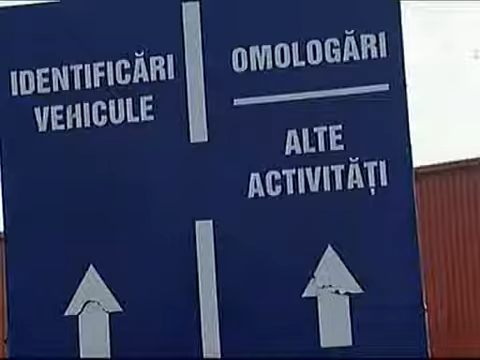 IDENTIFICĂRI
VEHICULE
OMOLOGĂRI
ALTE
ACTIVITĂȚI